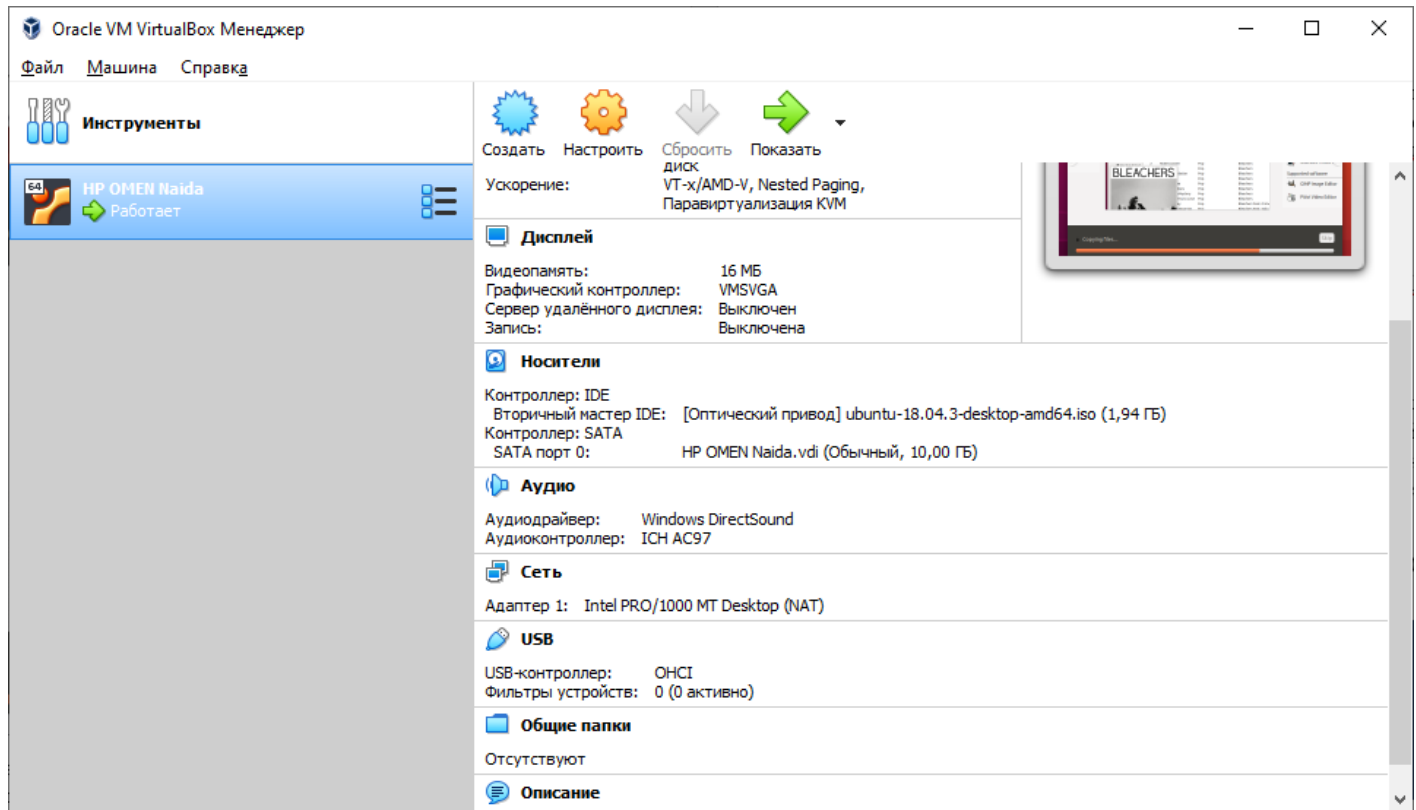 Oracle VM VirtualBox Менеджер
Файл Машина Справка
Инструменты
Создать Настроить Сбросить Показать
64
HP OMEN Naida
Работает
диск
Ускорение: VT-x/AMD-V, Nested Paging,
Паравиртуализация KVM
BLEACHERS
Copying files...
Skip
Дисплей
Видеопамять: 16 МБ
Графический контроллер: VMSVGA
Сервер удалённого дисплея: Выключен
Запись: Выключена
Носители
Контроллер: IDE
Вторичный мастер IDE: [Оптический привод] ubuntu-18.04.3-desktop-amd64.iso (1,94 ГБ)
Контроллер: SATA
SATA порт 0: HP OMEN Naida.vdi (Обычный, 10,00 ГБ)
Аудио
Аудиодрайвер: Windows DirectSound
Аудиоконтроллер: ICH AC97
Сеть
Адаптер 1: Intel PRO/1000 MT Desktop (NAT)
USB
USB-контроллер: OHCI
Фильтры устройств: 0 (0 активно)
Общие папки
Отсутствуют
Описание